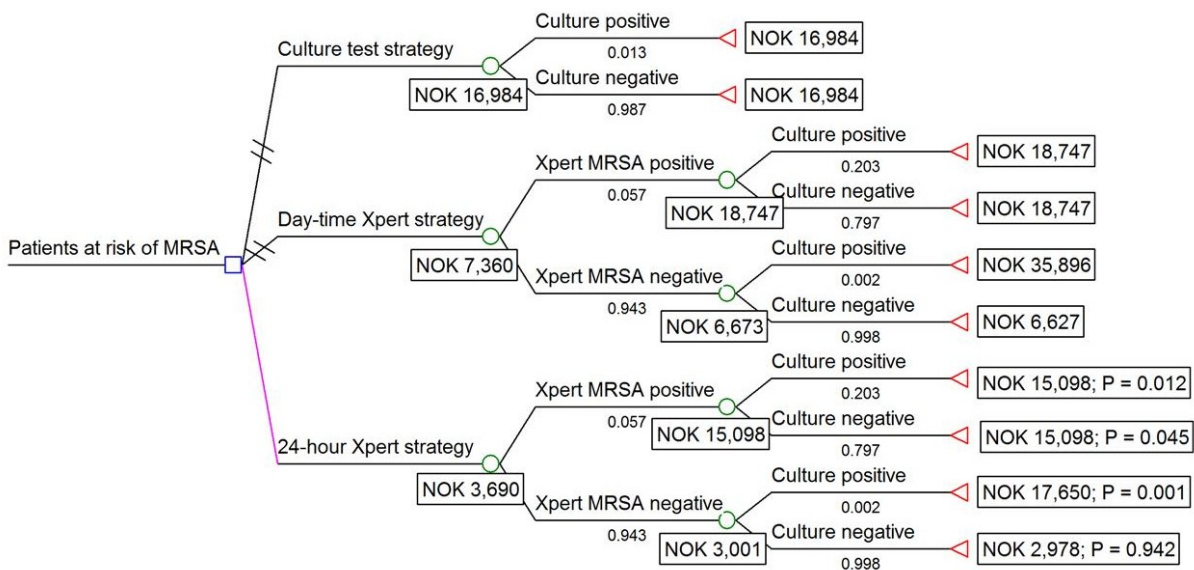 Patients at risk of MRSA
Culture test strategy
NOK 16,984
Culture positive
0.013
NOK 16,984
Culture negative
0.987
NOK 16,984
Day-time Xpert strategy
NOK 7,360
Xpert MRSA positive
0.057
NOK 18,747
Culture positive
0.203
NOK 18,747
Culture negative
0.797
NOK 18,747
Xpert MRSA negative
0.943
NOK 6,673
Culture positive
0.002
NOK 35,896
Culture negative
0.998
NOK 6,627
24-hour Xpert strategy
NOK 3,690
Xpert MRSA positive
0.057
NOK 15,098
Culture positive
0.203
NOK 15,098; P = 0.012
Culture negative
0.797
NOK 15,098; P = 0.045
Xpert MRSA negative
0.943
NOK 3,001
Culture positive
0.002
NOK 17,650; P = 0.001
Culture negative
0.998
NOK 2,978; P = 0.942